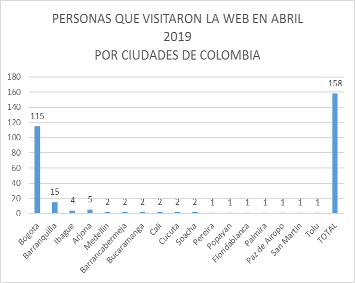 PERSONAS QUE VISITARON LA WEB EN ABRIL
2019
POR CIUDADES DE COLOMBIA
180
160
140
120
100
80
60
40
20
0
115
15
4
5
2
2
2
2
2
2
1
1
1
1
1
1
1
158
Bogota
Barranquilla
Ibague
Arjona
Medellin
Barrancabermeja
Bucaramanga
Cali
Cucuta
Soacha
Pereira
Popayan
Floridablanca
Palmira
Paz de Ariopo
San Martin
Tolu
TOTAL